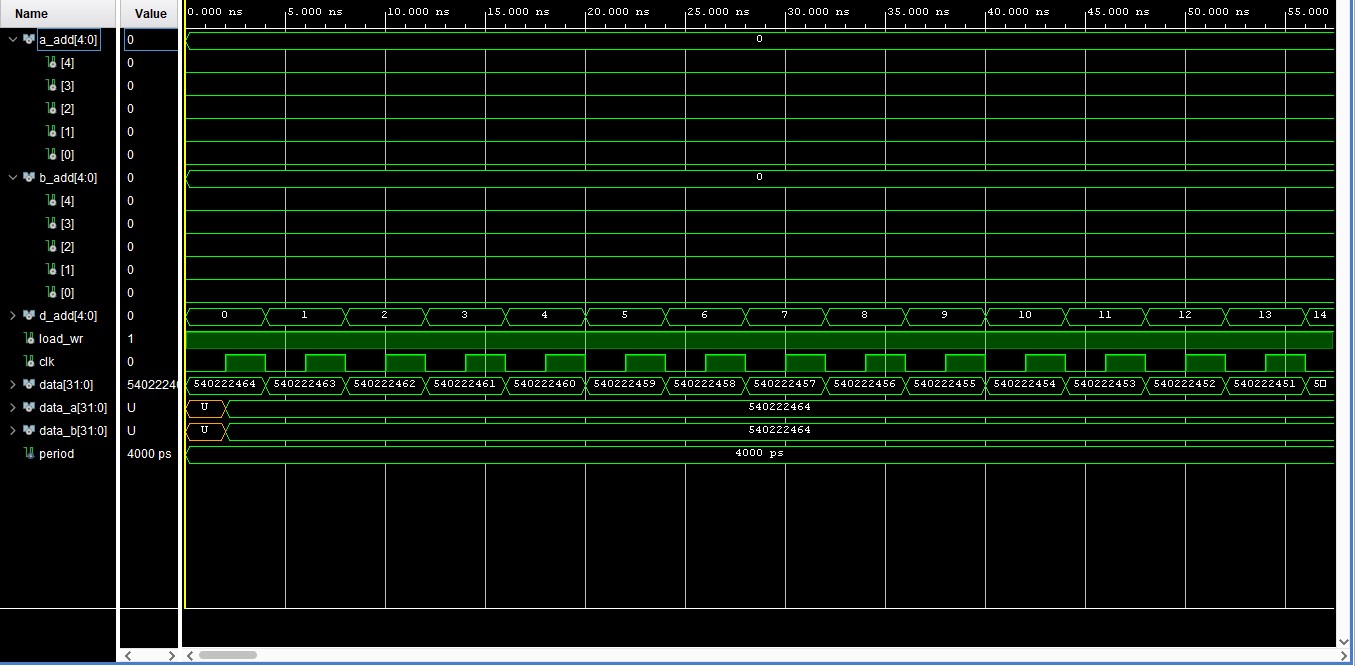 Name Value 0.000 ns 5.000 ns 10.000 ns 15.000 ns 20.000 ns 25.000 ns 30.000 ns 35.000 ns 40.000 ns 45.000 ns 50.000 ns 55.000
a_add[4:0] 0 0
[4] 0
[3] 0
[2] 0
[1] 0
[0] 0
b_add[4:0] 0 0
[4] 0
[3] 0
[2] 0
[1] 0
[0] 0
d_add[4:0] 0 0 1 2 3 4 5 6 7 8 9 10 11 12 13 14
load_wr 1
clk 0
data[31:0] 54022246 540222464 540222463 540222462 540222461 540222460 540222459 540222458 540222457 540222456 540222455 540222454 540222453 540222452 540222451 5
data_a[31:0] U U 540222464
data_b[31:0] U U 540222464
period 4000 ps 4000 ps